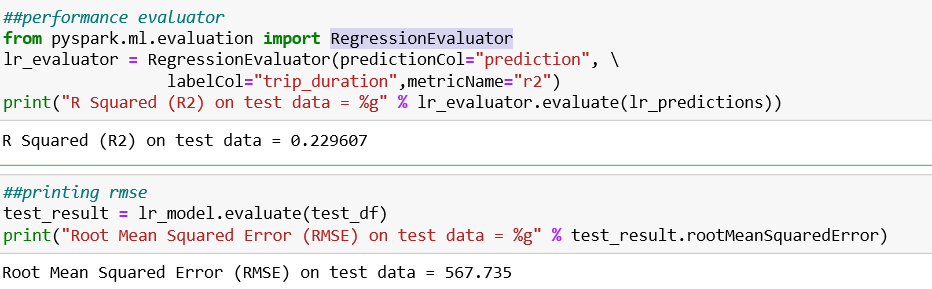 ##performance evaluator
from pyspark.ml.evaluation import RegressionEvaluator
lr_evaluator = RegressionEvaluator(predictionCol="prediction", \
labelCol="trip_duration",metricName="r2")
print("R Squared (R2) on test data = %g" % lr_evaluator.evaluate(lr_predictions))
R Squared (R2) on test data = 0.229607
##printing rmse
test_result = lr_model.evaluate(test_df)
print("Root Mean Squared Error (RMSE) on test data = %g" % test_result.rootMeanSquaredError)
Root Mean Squared Error (RMSE) on test data = 567.735